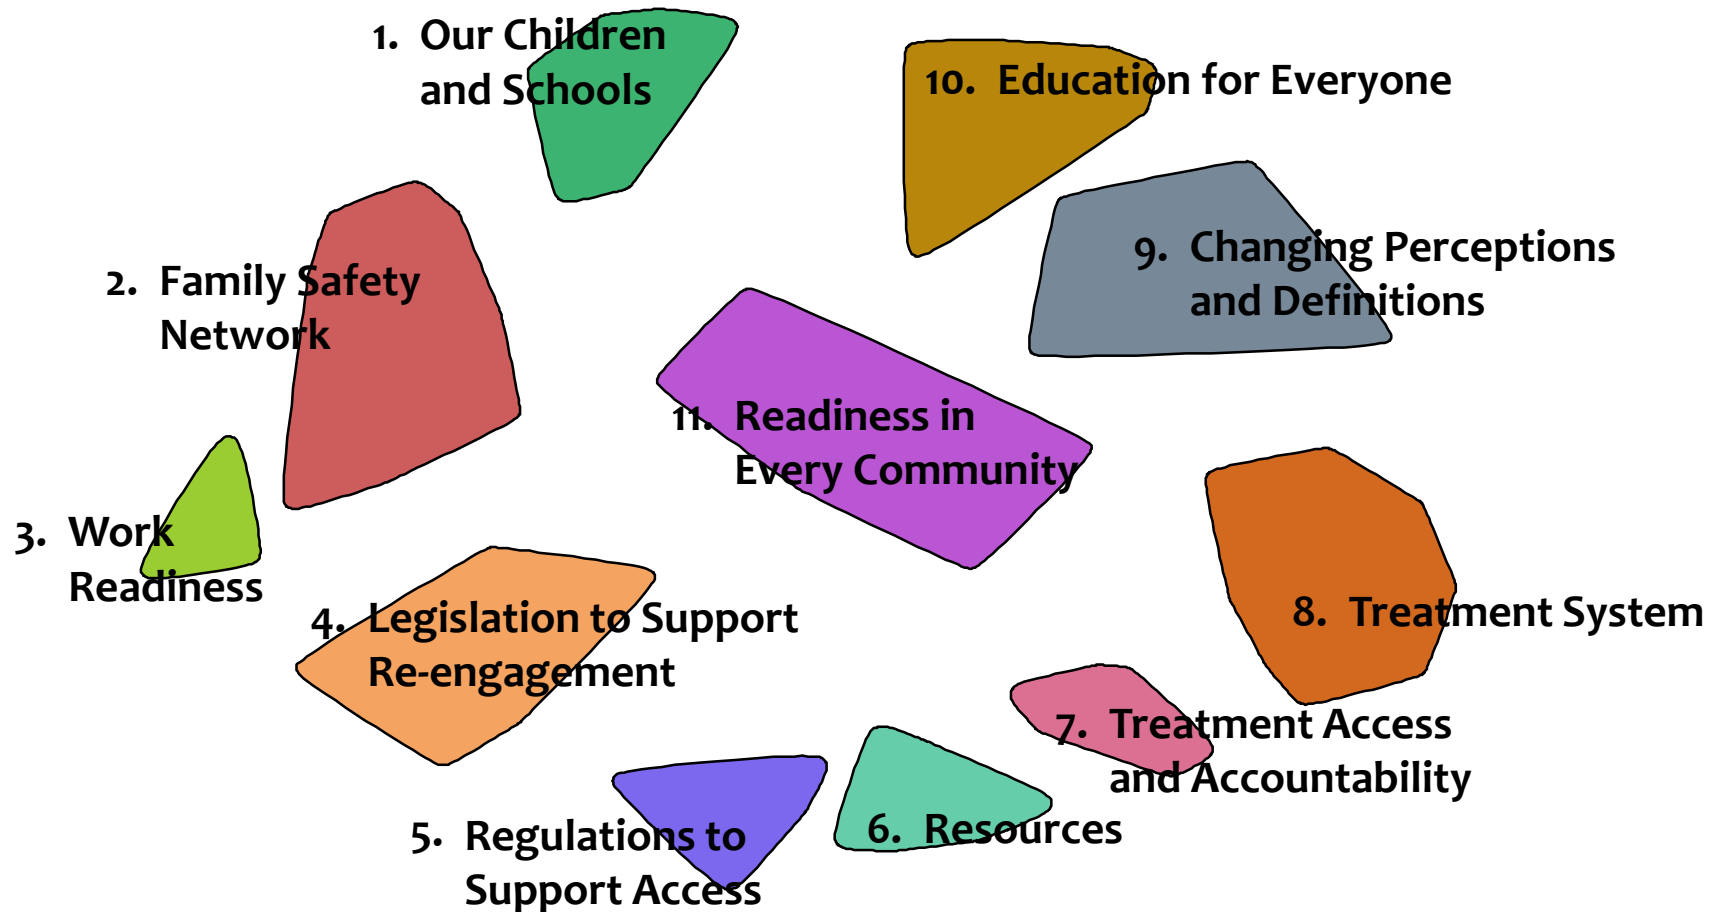 1. Our Children
and Schools
10. Education for Everyone
9. Changing Perceptions
and Definitions
2. Family Safety
Network
11. Readiness in
Every Community
3. Work
Readiness
4. Legislation to Support
Re-engagement
8. Treatment System
7. Treatment Access
and Accountability
6. Resources
5. Regulations to
Support Access